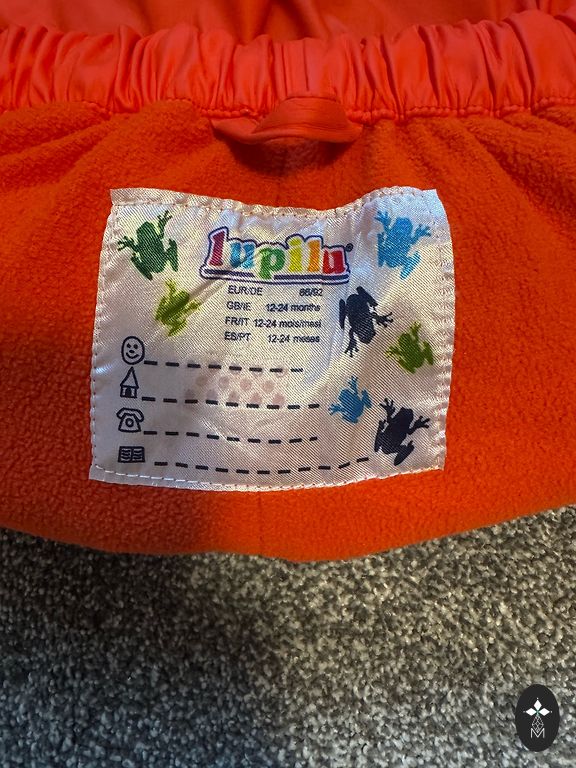 lupilu®
EUR/DE 86/92
GB/IE 12-24 months
FR/IT 12-24 mois/mesi
ES/PT 12-24 meses
M